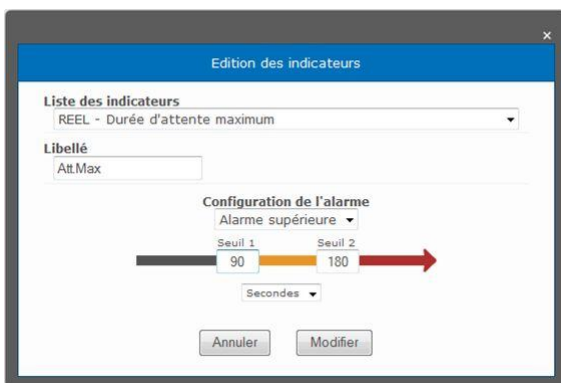 ×
Edition des indicateurs
Liste des indicateurs
REEL - Durée d'attente maximum
Libellé
Att.Max
Configuration de l'alarme
Alarme supérieure
Seuil 1 Seuil 2
90 180
Secondes
Annuler Modifier